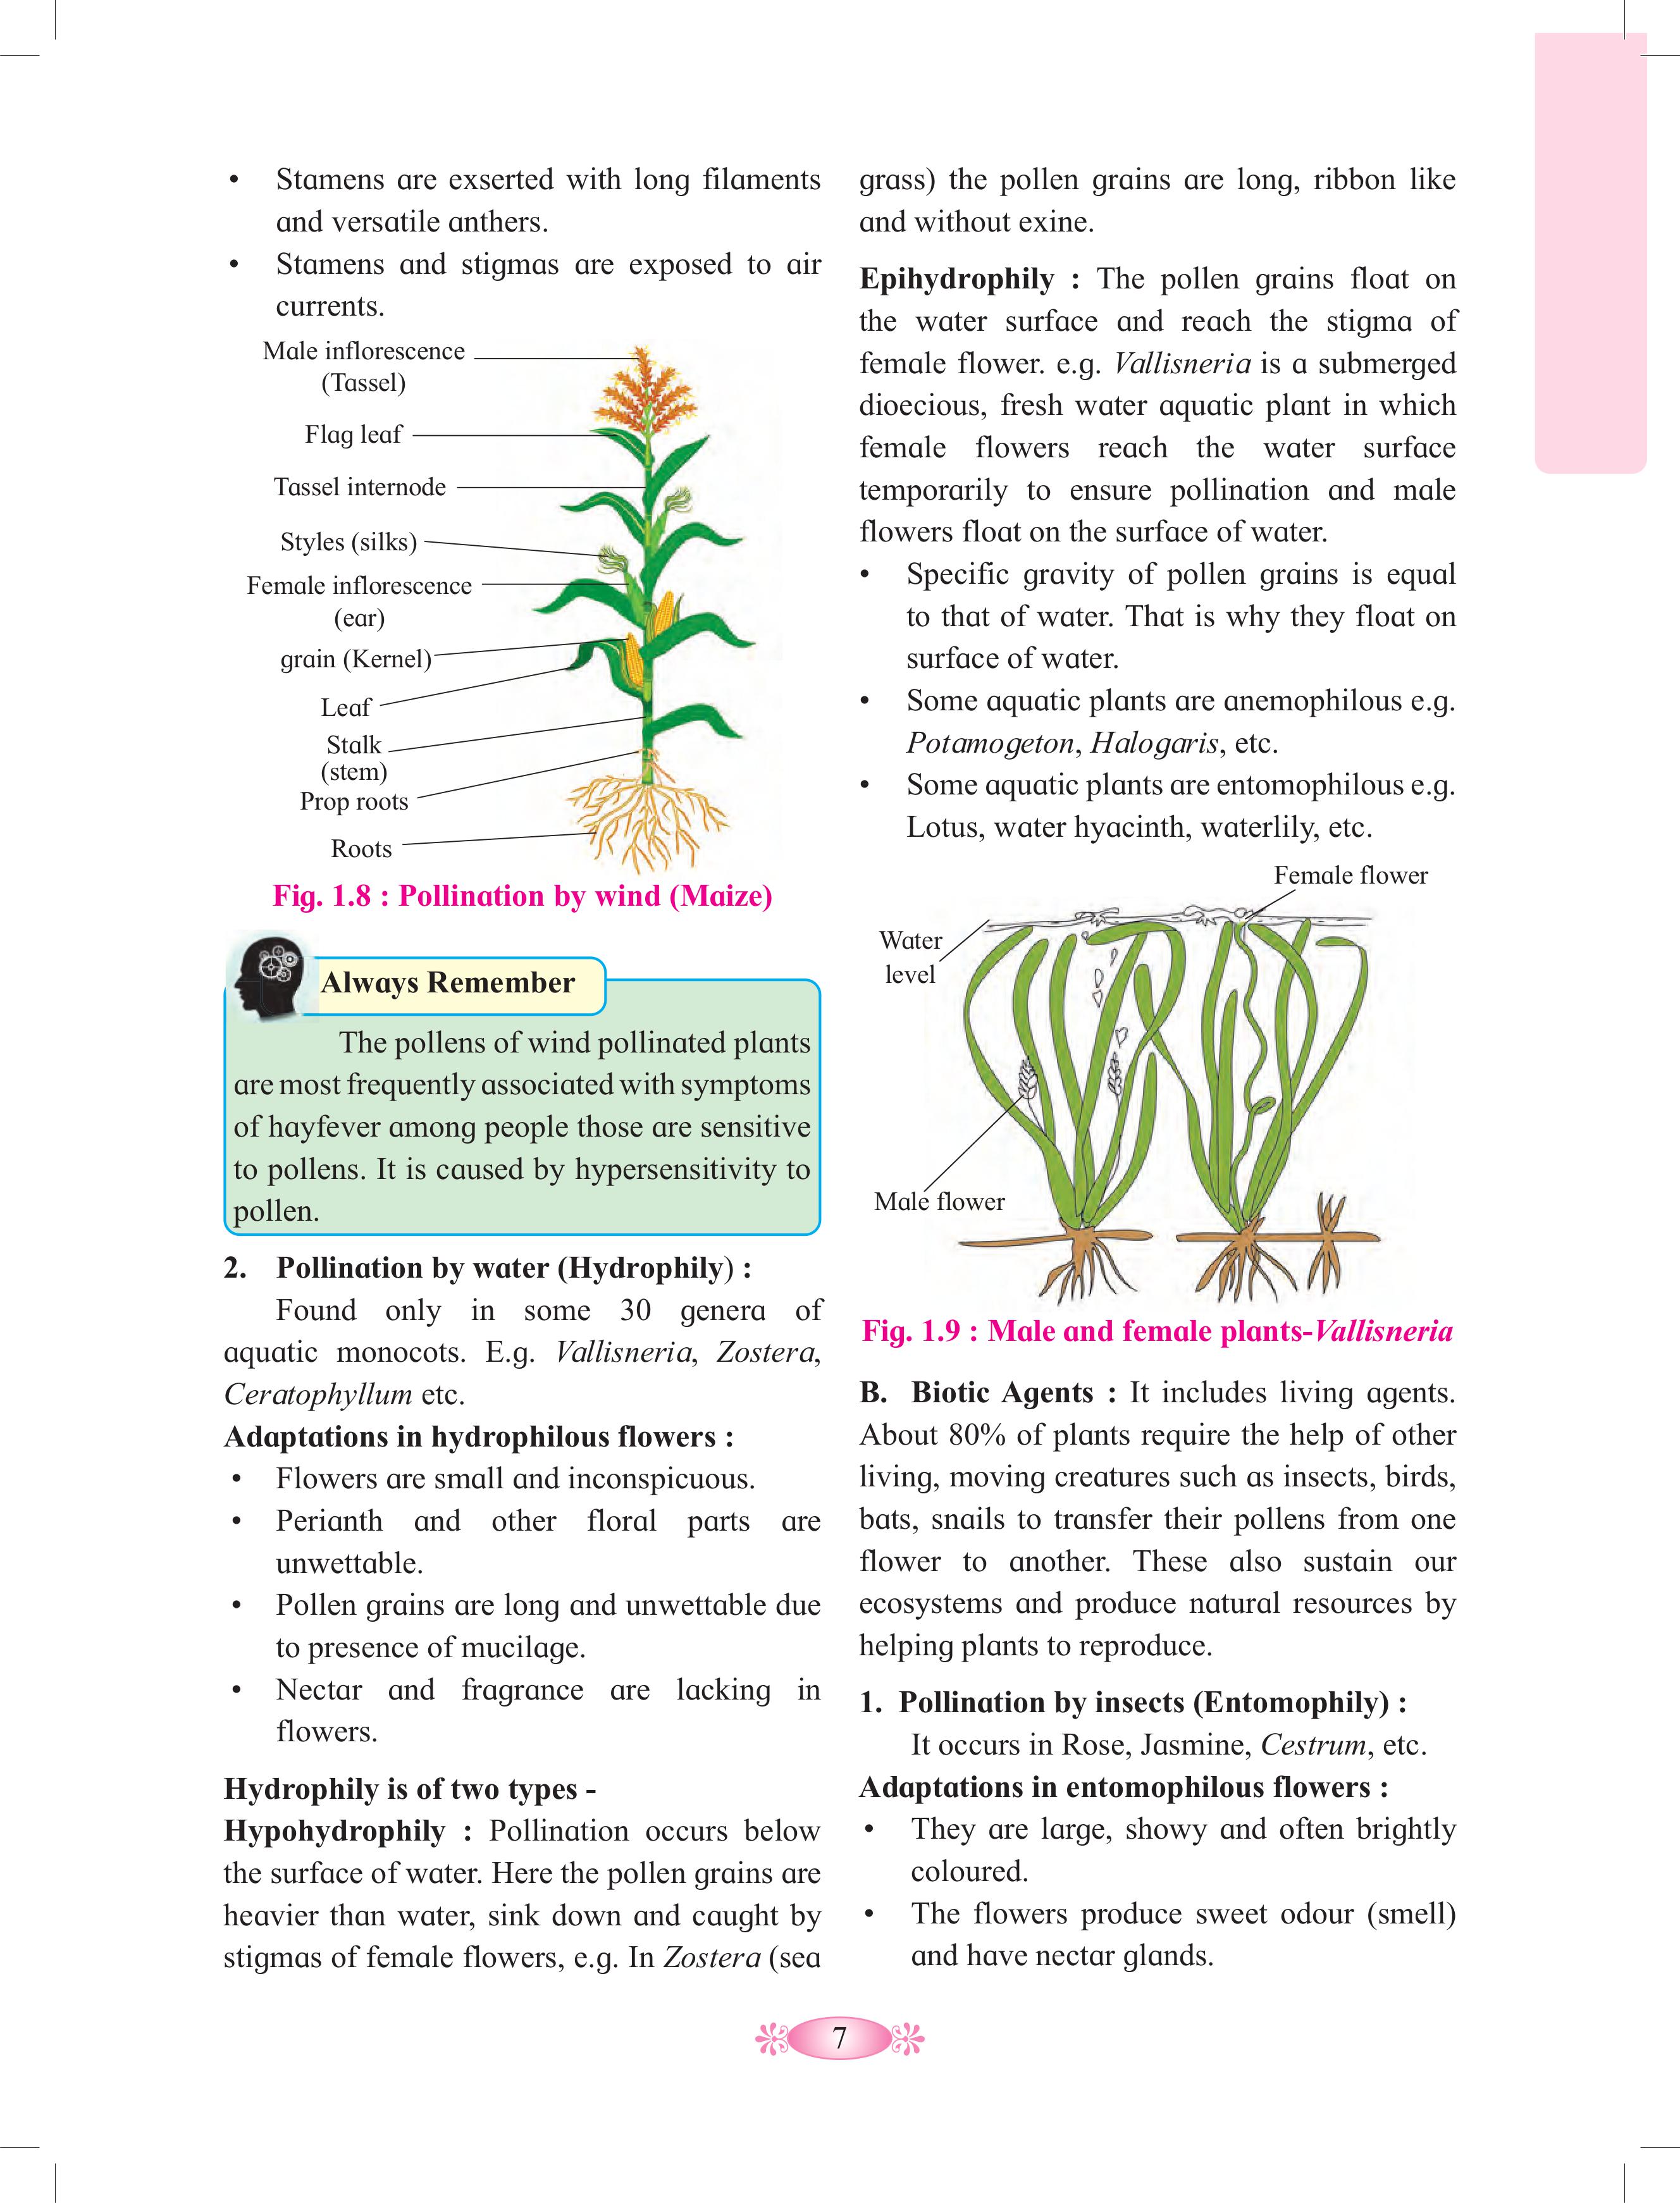 • Stamens are exserted with long filaments
and versatile anthers.
• Stamens and stigmas are exposed to air
currents.
Male inflorescence
(Tassel)
Flag leaf
Tassel internode
Styles (silks)
Female inflorescence
(ear)
grain (Kernel)
Leaf
Stalk
(stem)
Prop roots
Roots
Fig. 1.8 : Pollination by wind (Maize)
Always Remember
The pollens of wind pollinated plants
are most frequently associated with symptoms
of hayfever among people those are sensitive
to pollens. It is caused by hypersensitivity to
pollen.
2. Pollination by water (Hydrophily) :
Found only in some 30 genera of
aquatic monocots. E.g. Vallisneria, Zostera,
Ceratophyllum etc.
Adaptations in hydrophilous flowers :
• Flowers are small and inconspicuous.
• Perianth and other floral parts are
unwettable.
• Pollen grains are long and unwettable due
to presence of mucilage.
• Nectar and fragrance are lacking in
flowers.
Hydrophily is of two types -
Hypohydrophily : Pollination occurs below
the surface of water. Here the pollen grains are
heavier than water, sink down and caught by
stigmas of female flowers, e.g. In Zostera (sea
grass) the pollen grains are long, ribbon like
and without exine.
Epihydrophily : The pollen grains float on
the water surface and reach the stigma of
female flower. e.g. Vallisneria is a submerged
dioecious, fresh water aquatic plant in which
female flowers reach the water surface
temporarily to ensure pollination and male
flowers float on the surface of water.
• Specific gravity of pollen grains is equal
to that of water. That is why they float on
surface of water.
• Some aquatic plants are anemophilous e.g.
Potamogeton, Halogaris, etc.
• Some aquatic plants are entomophilous e.g.
Lotus, water hyacinth, waterlily, etc.
Female flower
Water
level
Male flower
Fig. 1.9 : Male and female plants-Vallisneria
B. Biotic Agents : It includes living agents.
About 80% of plants require the help of other
living, moving creatures such as insects, birds,
bats, snails to transfer their pollens from one
flower to another. These also sustain our
ecosystems and produce natural resources by
helping plants to reproduce.
1. Pollination by insects (Entomophily) :
It occurs in Rose, Jasmine, Cestrum, etc.
Adaptations in entomophilous flowers :
• They are large, showy and often brightly
coloured.
• The flowers produce sweet odour (smell)
and have nectar glands.
7